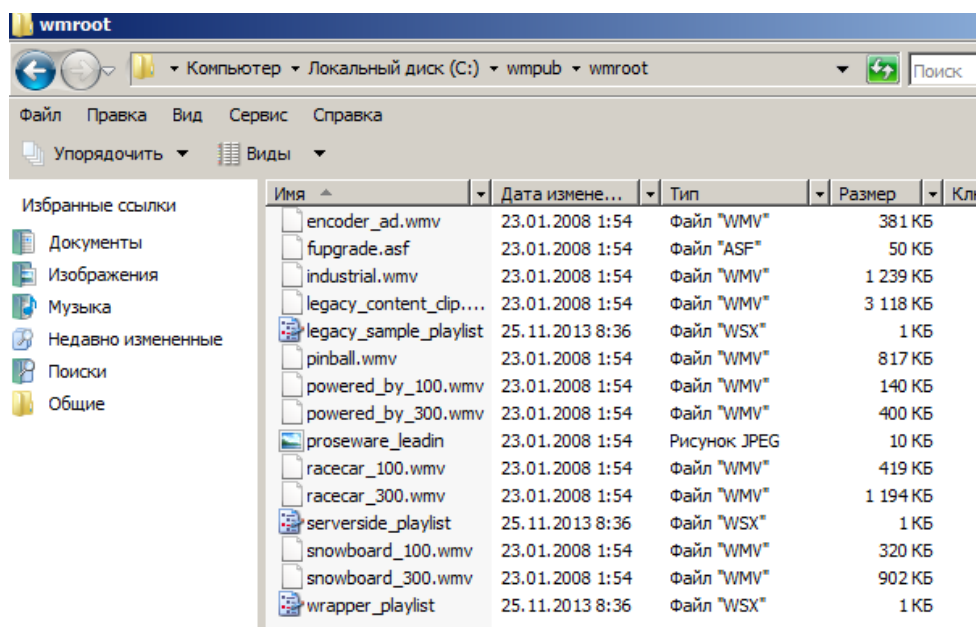 wmroot
Компьютер Локальный диск (C:) wmpub wmroot Поиск
Файл Правка Вид Сервис Справка
Упорядочить Виды
Избранные ссылки
Документы
Изображения
Музыка
Недавно измененные
Поиски
Общие
Имя Дата измене... Тип Размер
encoder_ad.wmv 23.01.2008 1:54 Файл "WMV" 381 КБ
fupgrade.asf 23.01.2008 1:54 Файл "ASF" 50 КБ
industrial.wmv 23.01.2008 1:54 Файл "WMV" 1 239 КБ
legacy_content_clip.... 23.01.2008 1:54 Файл "WMV" 3 118 КБ
legacy_sample_playlist 25.11.2013 8:36 Файл "WSX" 1 КБ
pinball.wmv 23.01.2008 1:54 Файл "WMV" 817 КБ
powered_by_100.wmv 23.01.2008 1:54 Файл "WMV" 140 КБ
powered_by_300.wmv 23.01.2008 1:54 Файл "WMV" 400 КБ
proseware_leadin 23.01.2008 1:54 Рисунок JPEG 10 КБ
racecar_100.wmv 23.01.2008 1:54 Файл "WMV" 419 КБ
racecar_300.wmv 23.01.2008 1:54 Файл "WMV" 1 194 КБ
serverside_playlist 25.11.2013 8:36 Файл "WSX" 1 КБ
snowboard_100.wmv 23.01.2008 1:54 Файл "WMV" 320 КБ
snowboard_300.wmv 23.01.2008 1:54 Файл "WMV" 902 КБ
wrapper_playlist 25.11.2013 8:36 Файл "WSX" 1 КБ